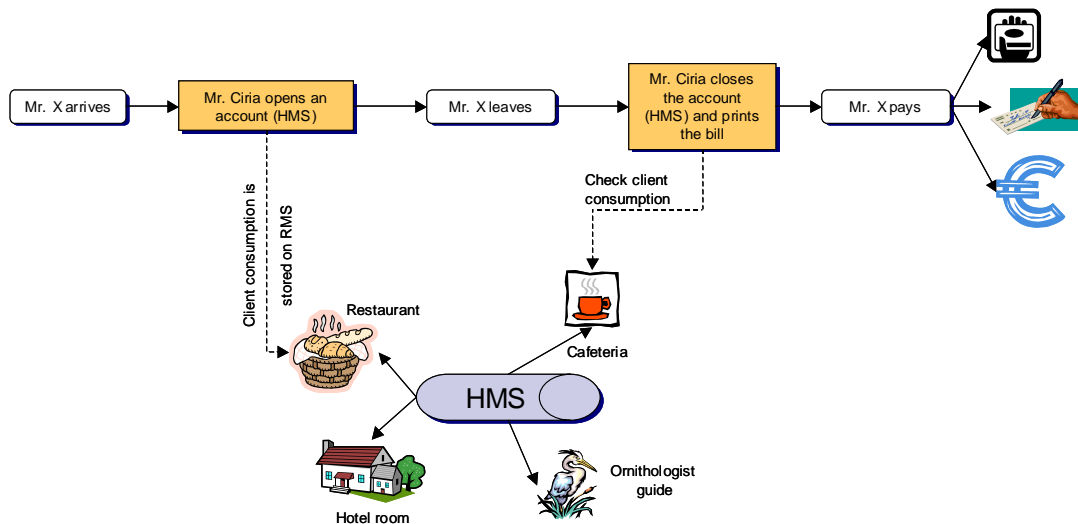 Mr. X arrives
Mr. Ciria opens an
account (HMS)
Mr. X leaves
Mr. Ciria closes
the account
(HMS) and prints
the bill
Mr. X pays
Client consumption is
stored on RMS
Check client
consumption
Restaurant
Cafeteria
HMS
Hotel room
Ornithologist
guide